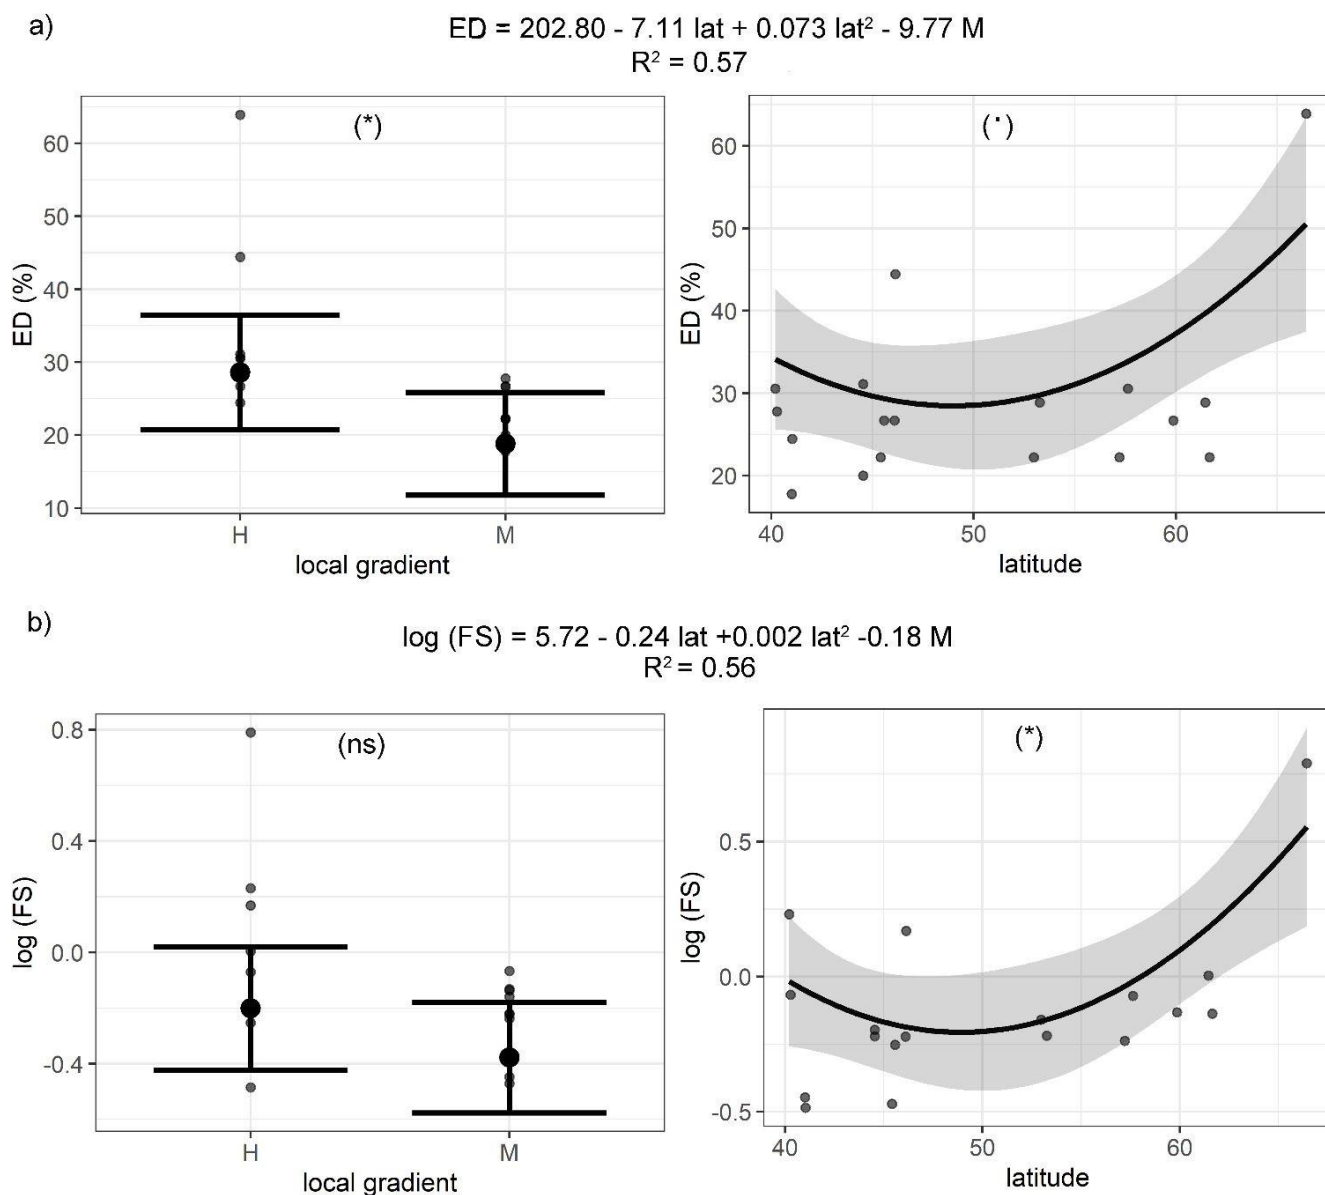 a)
ED = 202.80 - 7.11 lat + 0.073 lat² - 9.77 M
R² = 0.57
(*)
60
50
40
30
20
10
ED (%)
H
M
local gradient
(·)
60
50
40
30
20
ED (%)
40
50
60
latitude
b)
log (FS) = 5.72 - 0.24 lat +0.002 lat² -0.18 M
R² = 0.56
(ns)
0.8
0.4
0.0
-0.4
log (FS)
H
M
local gradient
(*)
0.5
0.0
-0.5
log (FS)
40
50
60
latitude